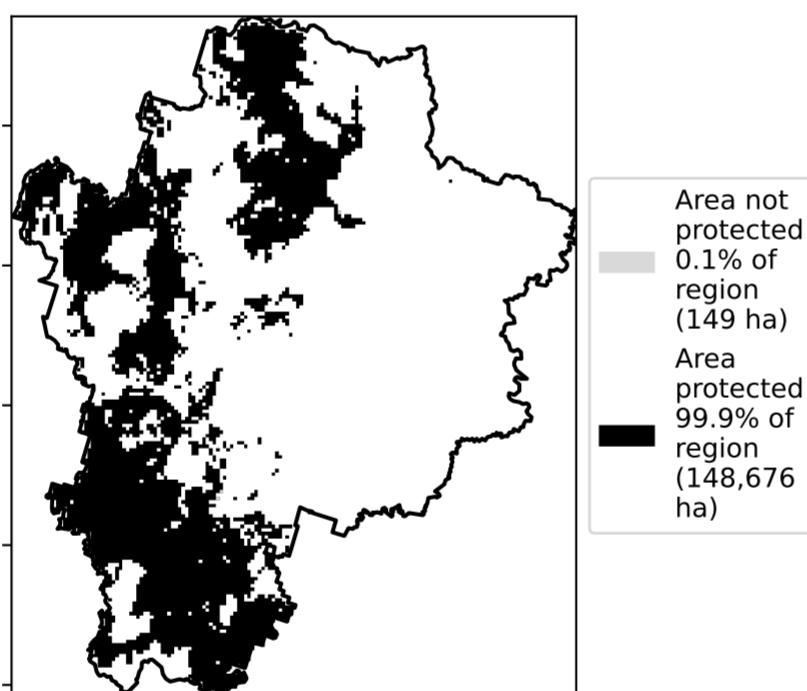 Area not
protected
0.1% of
region
(149 ha)
Area
protected
99.9% of
region
(148,676
ha)